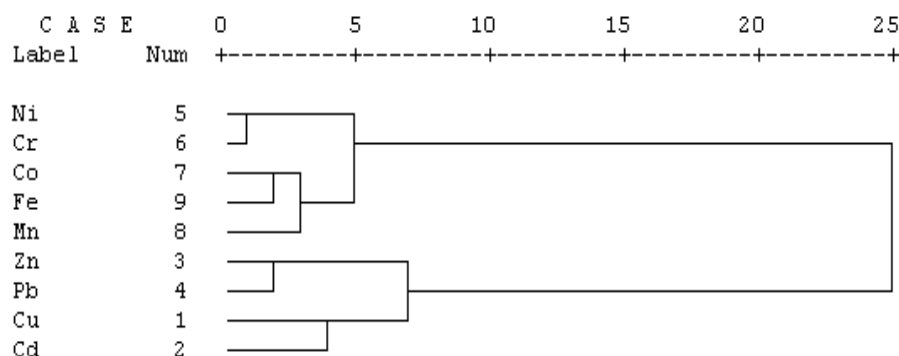 C A S E 0 5 10 15 20 25
Label Num +---------+---------+---------+---------+---------+
Ni 5
Cr 6
Co 7
Fe 9
Mn 8
Zn 3
Pb 4
Cu 1
Cd 2